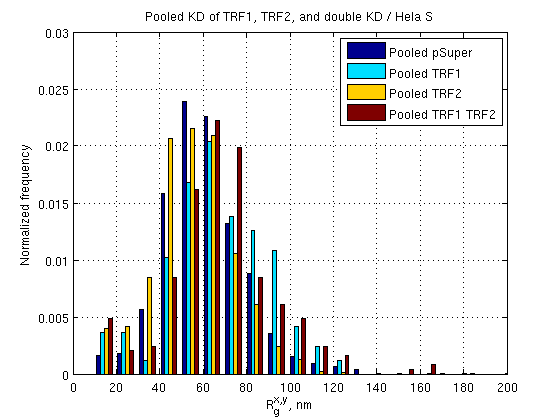 Pooled KD of TRF1, TRF2, and double KD / Hela S
0.03
0.025
0.02
0.015
0.01
0.005
0
Normalized frequency
Pooled pSuper
Pooled TRF1
Pooled TRF2
Pooled TRF1 TRF2
0 20 40 60 80 100 120 140 160 180 200
R_g^{x,y}, nm